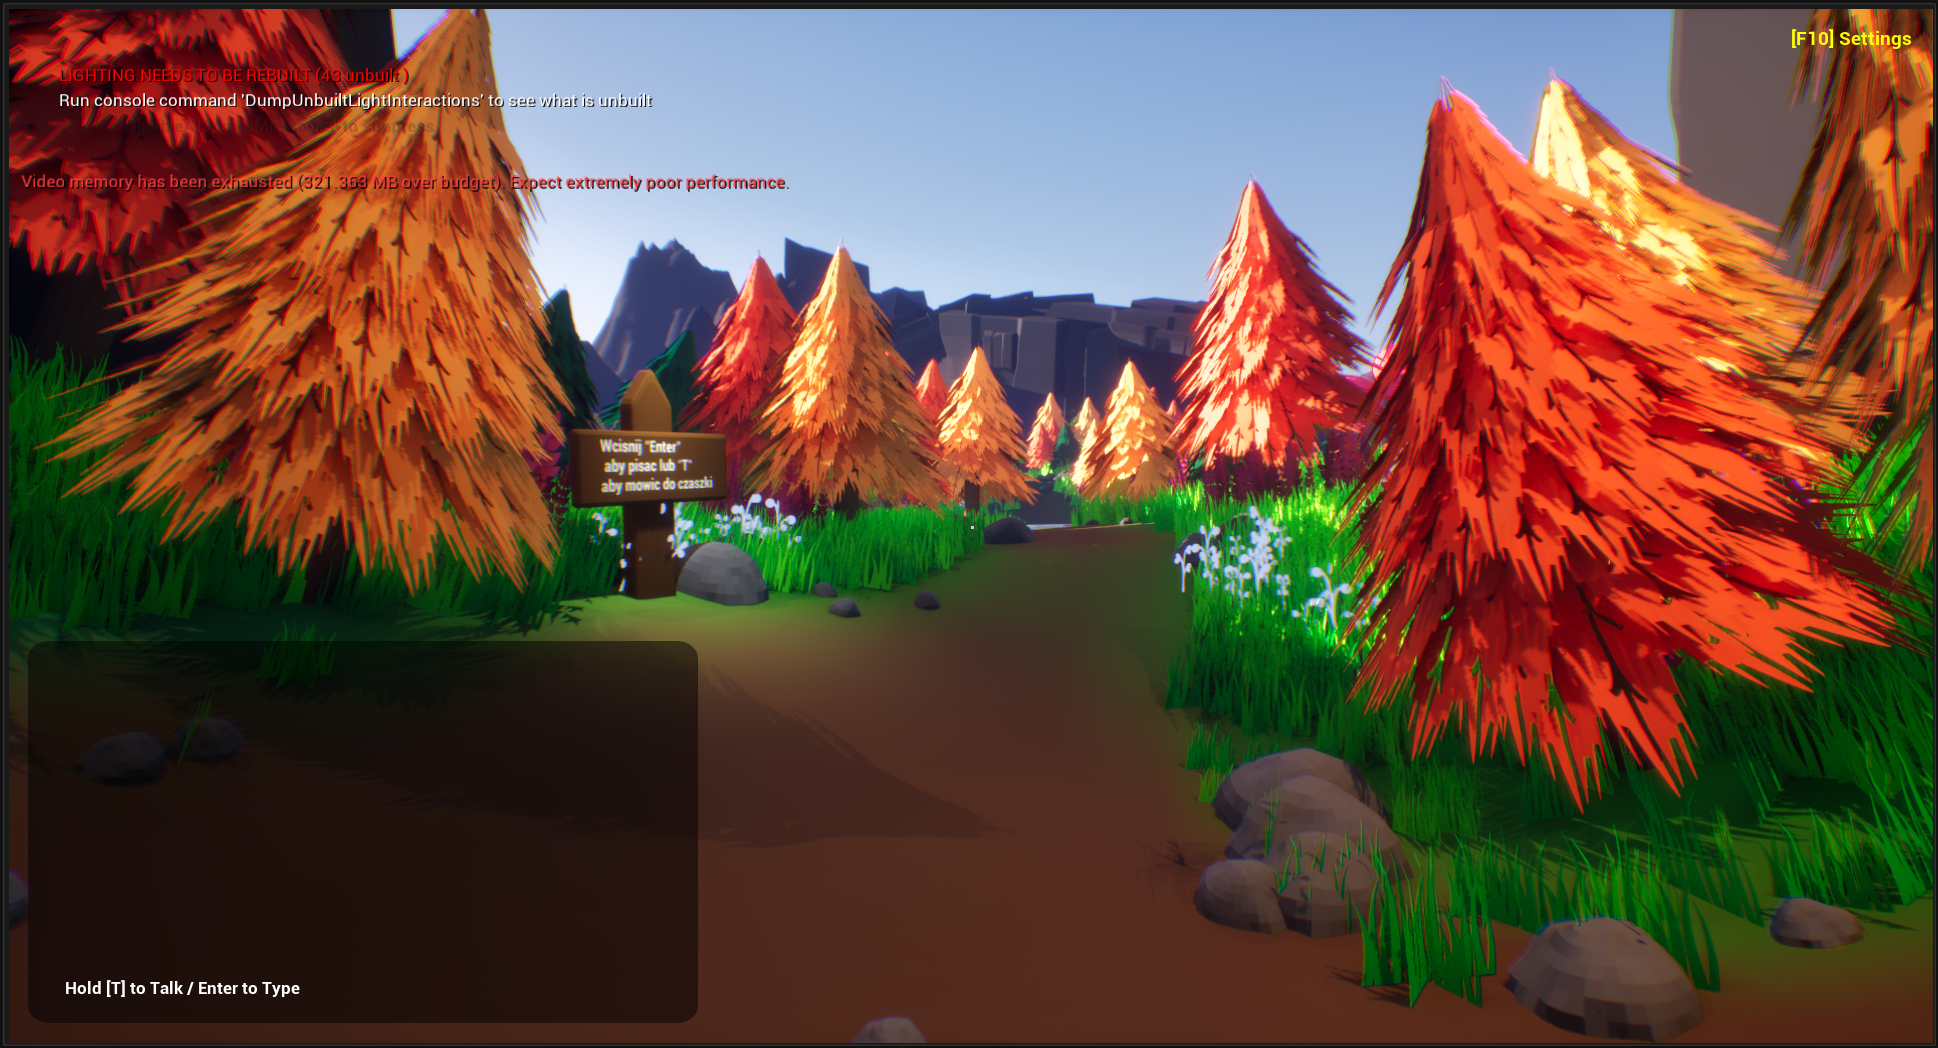 [F10] Settings
LIGHTING NEEDS TO BE REBUILT (43 unbuilt )
Run console command 'DumpUnbuiltLightInteractions' to see what is unbuilt
to suppress
Video memory has been exhausted (321.363 MB over budget). Expect extremely poor performance.
Wcisnij "Enter"
aby pisac lub "T"
aby mowic do czaszki
Hold [T] to Talk / Enter to Type